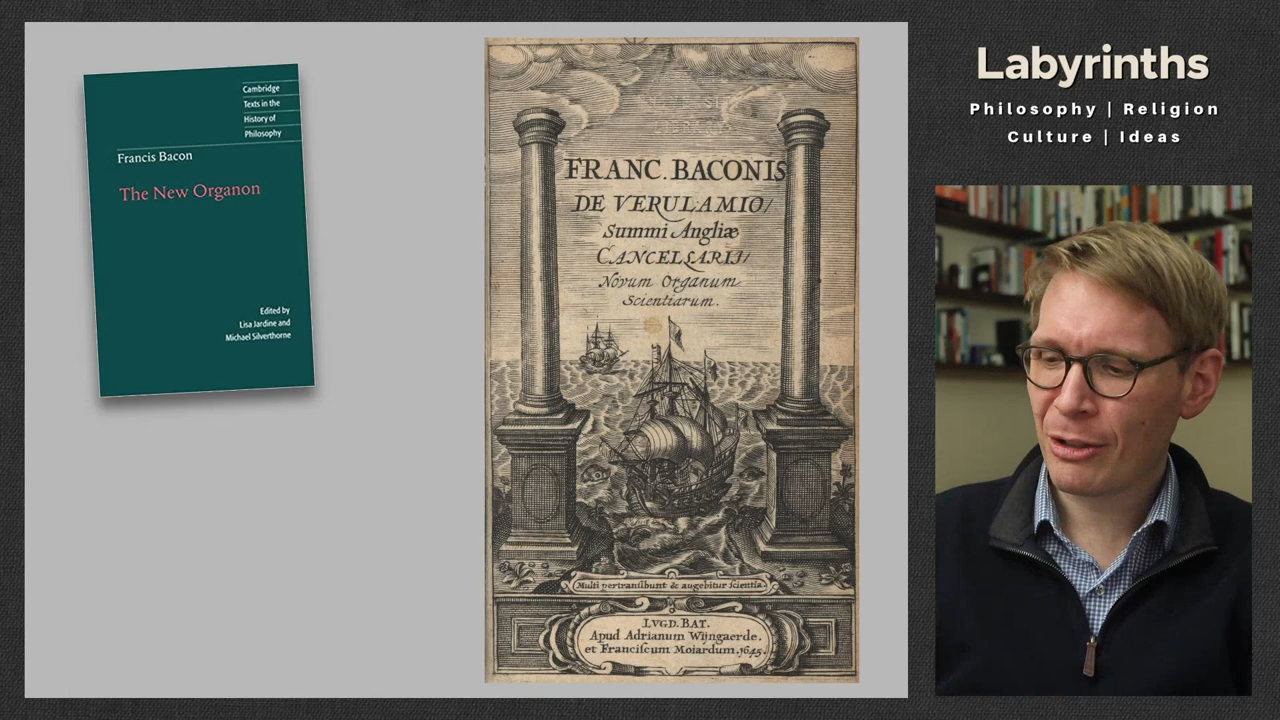 Cambridge
Texts in the
History of
Philosophy
Francis Bacon
The New Organon
Edited by
Lisa Jardine and
Michael Silverthorne
FRANC. BACONIS
DE VERULAMIO/
Summi Angliæ
CANCELLARII/
Novum Organum
Scientiarum.
Multi pertransibunt & augebitur scientia.
LVGD. BAT.
Apud Adrianum Wijngaerde.
et Franciscum Moiardum. 1645.
Labyrinths
Philosophy | Religion
Culture | Ideas